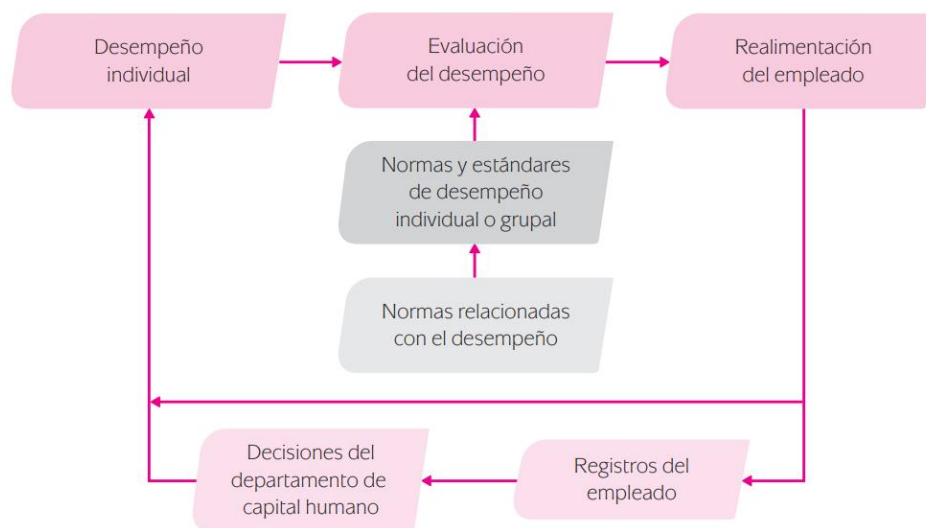 Desempeño
individual
Evaluación
del desempeño
Realimentación
del empleado
Normas y estándares
de desempeño
individual o grupal
Normas relacionadas
con el desempeño
Decisiones del
departamento de
capital humano
Registros del
empleado